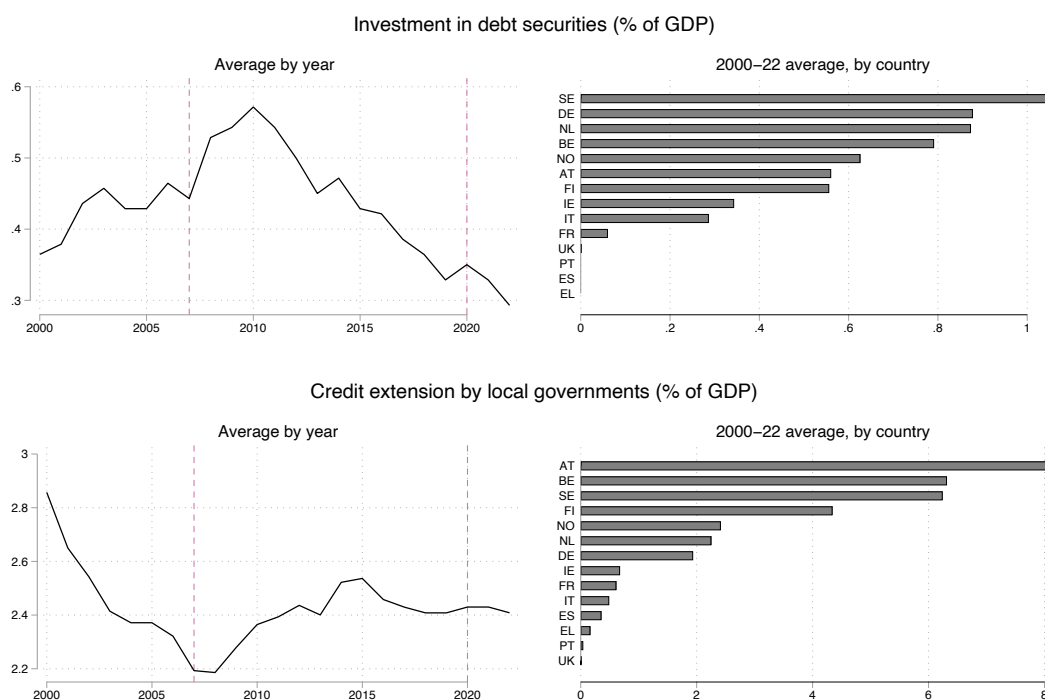 Investment in debt securities (% of GDP)
Average by year
.6
.5
.4
.3
2000 2005 2010 2015 2020
2000−22 average, by country
SE
DE
NL
BE
NO
AT
FI
IE
IT
FR
UK
PT
ES
EL
0 .2 .4 .6 .8 1
Credit extension by local governments (% of GDP)
Average by year
3
2.8
2.6
2.4
2.2
2000 2005 2010 2015 2020
2000−22 average, by country
AT
BE
SE
FI
NO
NL
DE
IE
FR
IT
ES
EL
PT
UK
0 2 4 6 8